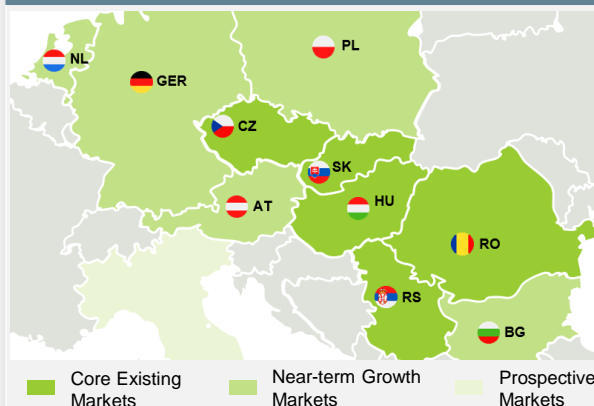 NL
PL
GER
CZ
SK
AT
HU
RO
RS
BG
Core Existing
Markets
Near-term Growth
Markets
Prospective
Markets